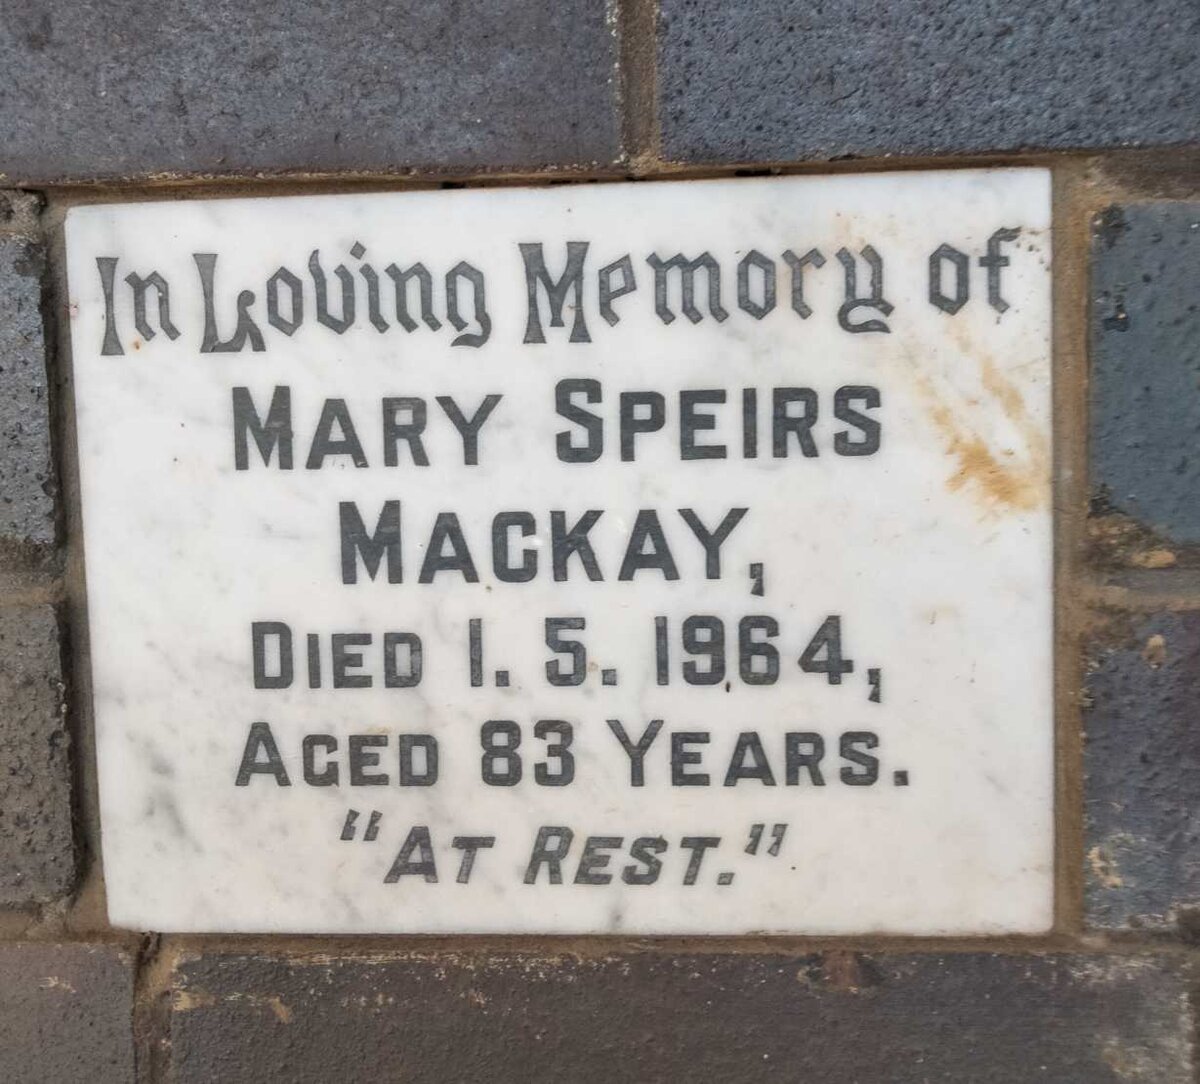 In Loving Memory of
MARY SPEIRS
MACKAY,
DIED 1. 5. 1964,
AGED 83 YEARS.
"AT REST."